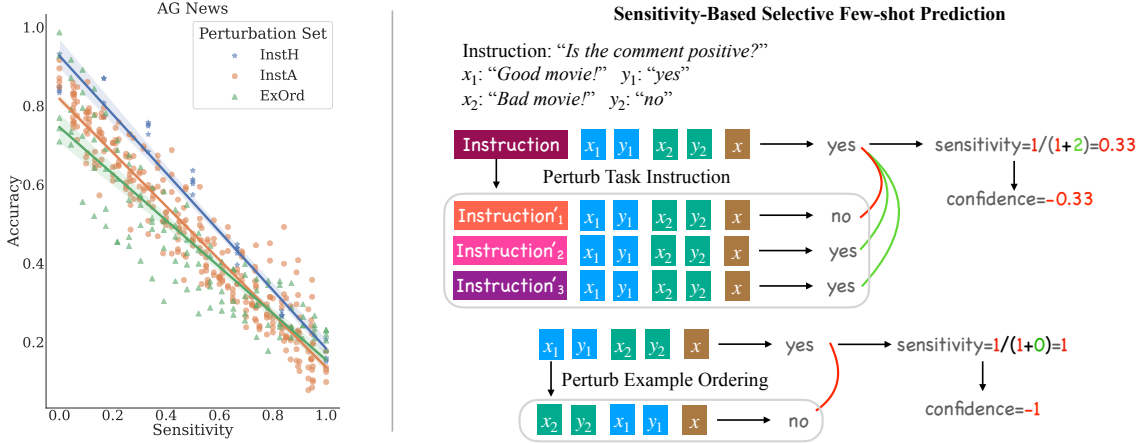 AG News
1.0
0.8
0.6
0.4
0.2
Accuracy
Perturbation Set
InstH
InstA
ExOrd
0.0 0.2 0.4 0.6 0.8 1.0
Sensitivity
Sensitivity-Based Selective Few-shot Prediction
Instruction: “Is the comment positive?”
x₁: “Good movie!” y₁: “yes”
x₂: “Bad movie!” y₂: “no”
Instruction x₁ y₁ x₂ y₂ x yes sensitivity=1/(1+2)=0.33
Perturb Task Instruction
confidence=-0.33
Instruction′₁ x₁ y₁ x₂ y₂ x no
Instruction′₂ x₁ y₁ x₂ y₂ x yes
Instruction′₃ x₁ y₁ x₂ y₂ x yes
x₁ y₁ x₂ y₂ x yes sensitivity=1/(1+0)=1
Perturb Example Ordering
x₂ y₂ x₁ y₁ x no confidence=-1